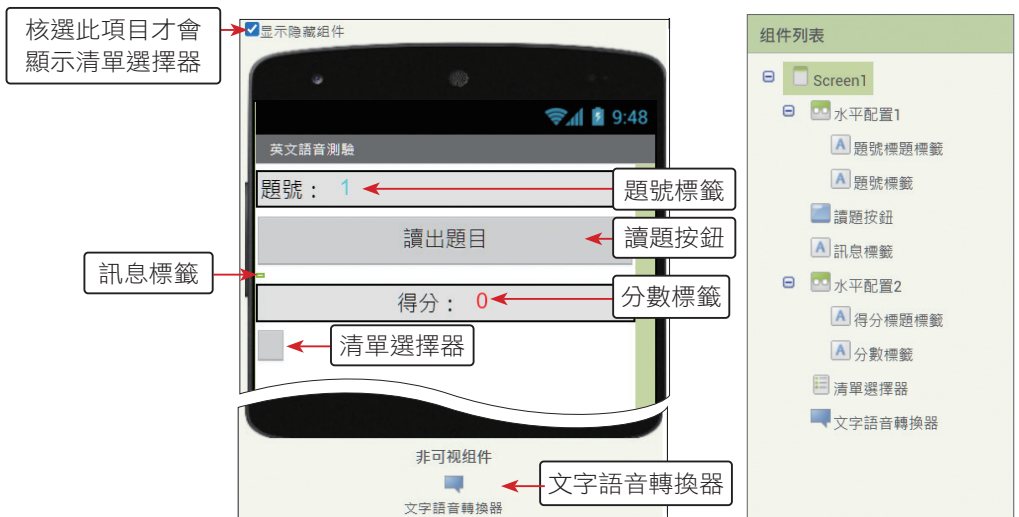 核選此項目才會
顯示清單選擇器
显示隐藏组件
9:48
英文語音測驗
題號： 1
題號標籤
讀出題目
讀題按鈕
訊息標籤
得分： 0
分數標籤
清單選擇器
非可视组件
文字語音轉換器
文字語音轉換器
组件列表
Screen1
水平配置1
題號標題標籤
題號標籤
讀題按鈕
訊息標籤
水平配置2
得分標題標籤
分數標籤
清單選擇器
文字語音轉換器